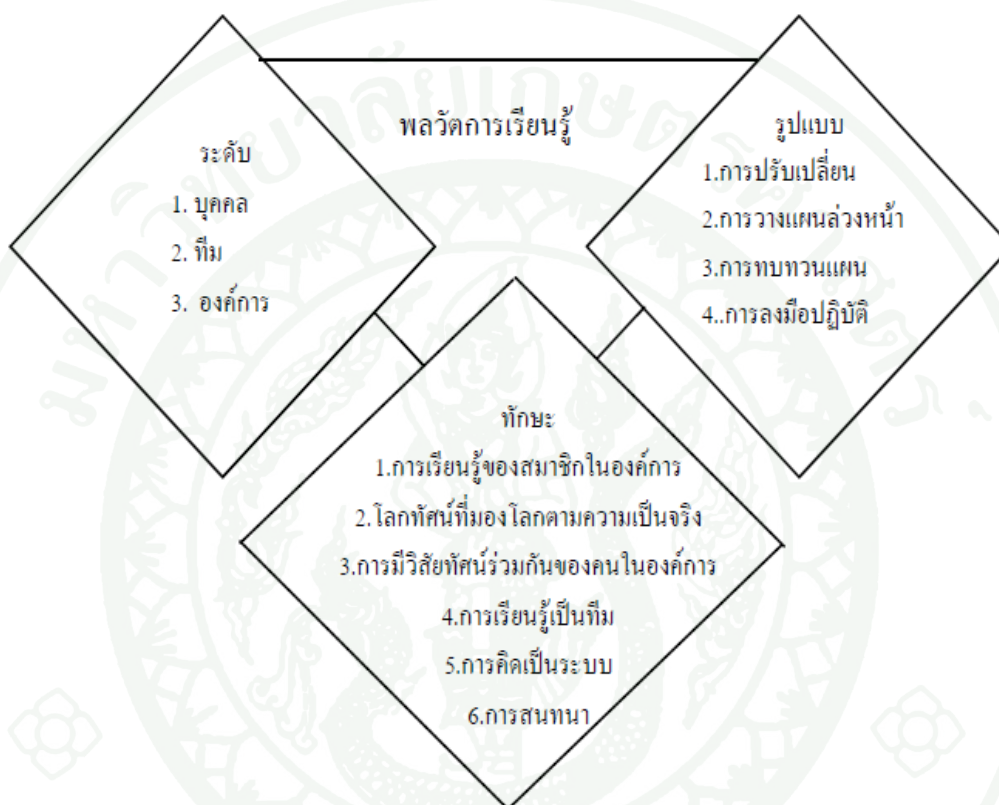 พลวัตการเรียนรู้
ระดับ
1. บุคคล
2. ทีม
3. องค์การ
รูปแบบ
1.การปรับเปลี่ยน
2.การวางแผนล่วงหน้า
3.การทบทวนแผน
4..การลงมือปฏิบัติ
ทักษะ
1.การเรียนรู้ของสมาชิกในองค์การ
2.โลกทัศน์ที่มองโลกตามความเป็นจริง
3.การมีวิสัยทัศน์ร่วมกันของคนในองค์การ
4.การเรียนรู้เป็นทีม
5.การคิดเป็นระบบ
6.การสนทนา